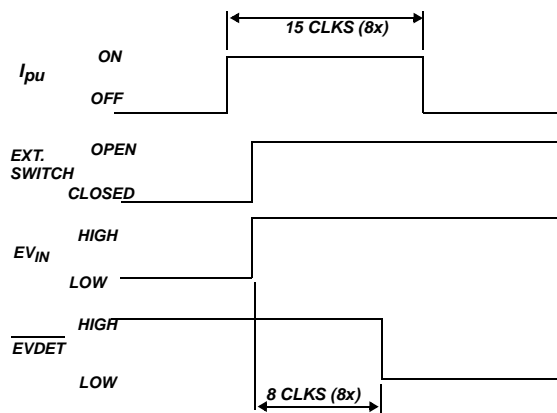 15 CLKS (8x)
Ipu
ON
OFF
EXT.
SWITCH
OPEN
CLOSED
EVIN
HIGH
LOW
EVDET
HIGH
LOW
8 CLKS (8x)